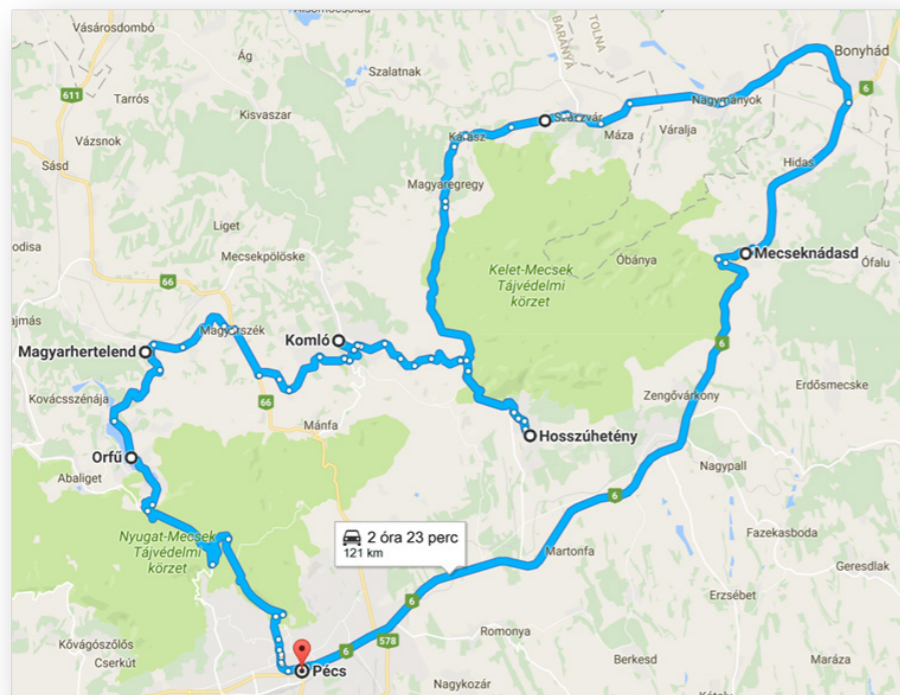 Vásárosdombó
Ág
Szalatnak
BARANYA
TOLNA
Bonyhád
611
Tarrós
Kisvaszar
6
Nagymányok
Vázsnok
Szászvár
Máza
Váralja
Kárász
Sásd
Hidas
Magyaregregy
Liget
Mecsekpölöske
Óbánya
Mecseknádasd
Ófalu
Kelet-Mecsek
Tájvédelmi
körzet
66
Magyarszék
Komló
6
Magyarhertelend
Kovácsszénája
66
Zengővárkony
Erdősmecske
Mánfa
Hosszúhetény
Orfű
Abaliget
Nagypall
6
Nyugat-Mecsek
Tájvédelmi
körzet
2 óra 23 perc
121 km
Martonfa
Fazekasboda
Geresdlak
6
Erzsébet
Kővágószőlős
578
Romonya
6
Cserkút
Pécs
Berkesd
Maráza
Nagykozár